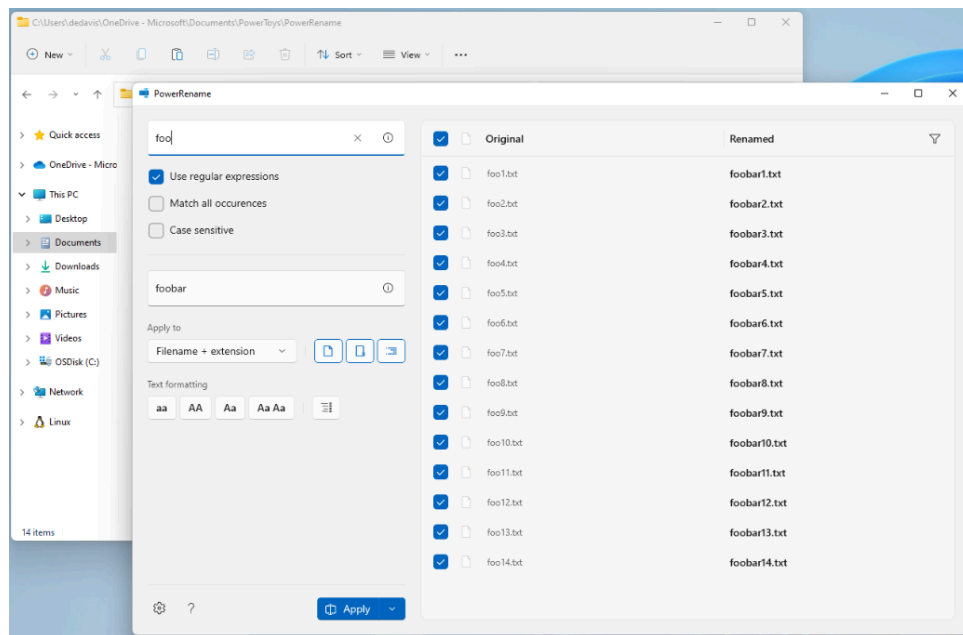 C:\Users\dedavis\OneDrive - Microsoft\Documents\PowerToys\PowerRename
New
Sort
View
PowerRename
Quick access
OneDrive - Micro
This PC
Desktop
Documents
Downloads
Music
Pictures
Videos
OSDisk (C:)
Network
Linux
14 items
foo
Use regular expressions
Match all occurences
Case sensitive
foobar
Apply to
Filename + extension
Text formatting
aa AA Aa Aa Aa
? Apply
Original Renamed
foo1.txt foobar1.txt
foo2.txt foobar2.txt
foo3.txt foobar3.txt
foo4.txt foobar4.txt
foo5.txt foobar5.txt
foo6.txt foobar6.txt
foo7.txt foobar7.txt
foo8.txt foobar8.txt
foo9.txt foobar9.txt
foo10.txt foobar10.txt
foo11.txt foobar11.txt
foo12.txt foobar12.txt
foo13.txt foobar13.txt
foo14.txt foobar14.txt